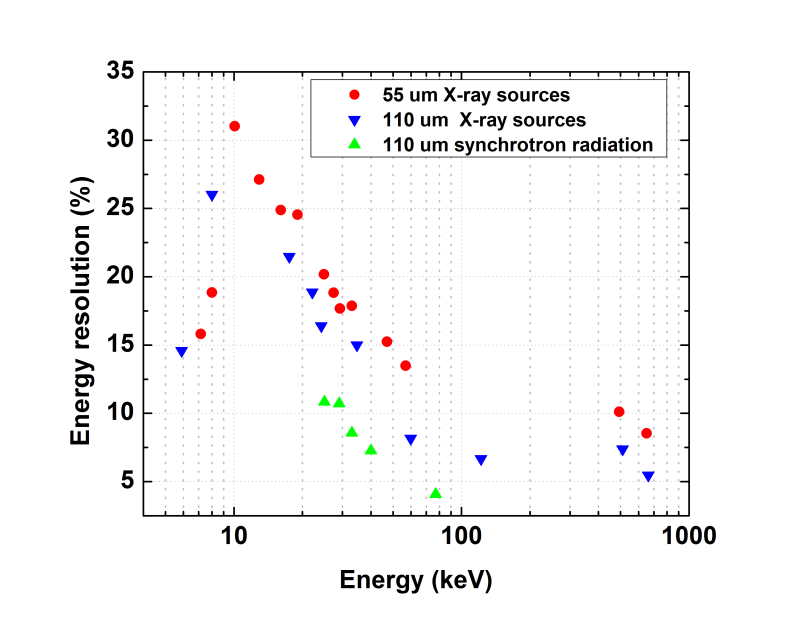 35
30
25
20
15
10
5
Energy resolution (%)
55 um X-ray sources
110 um  X-ray sources
110 um synchrotron radiation
10
100
1000
Energy (keV)